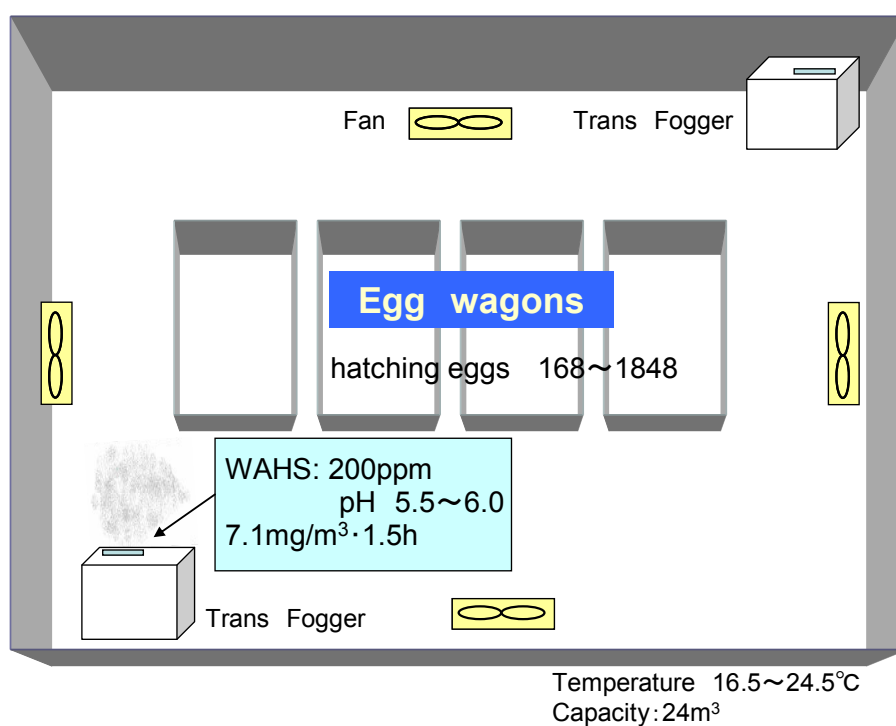 Fan
Trans Fogger
Egg wagons
hatching eggs 168～1848
WAHS: 200ppm
pH 5.5～6.0
7.1mg/m³･1.5h
Trans Fogger
Temperature 16.5～24.5℃
Capacity：24m³